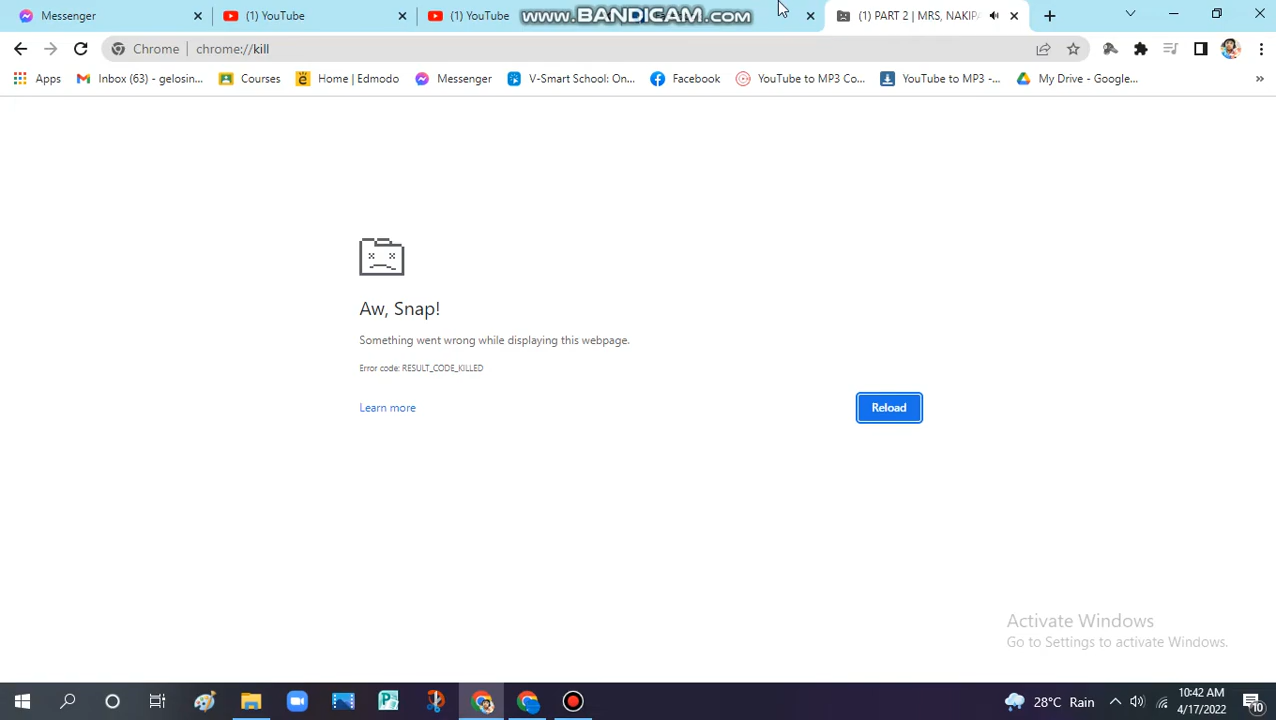 Messenger
(1) YouTube
(1) YouTube
www.BANDICAM.com
(1) PART 2 | MRS, NAKIP
Chrome | chrome://kill
Apps
Inbox (63) - gelosin...
Courses
Home | Edmodo
Messenger
V-Smart School: On...
Facebook
YouTube to MP3 Co...
YouTube to MP3 -...
My Drive - Google...
»
Aw, Snap!
Something went wrong while displaying this webpage.
Error code: RESULT_CODE_KILLED
Learn more
Reload
Activate Windows
Go to Settings to activate Windows.
28°C Rain
10:42 AM
4/17/2022
10